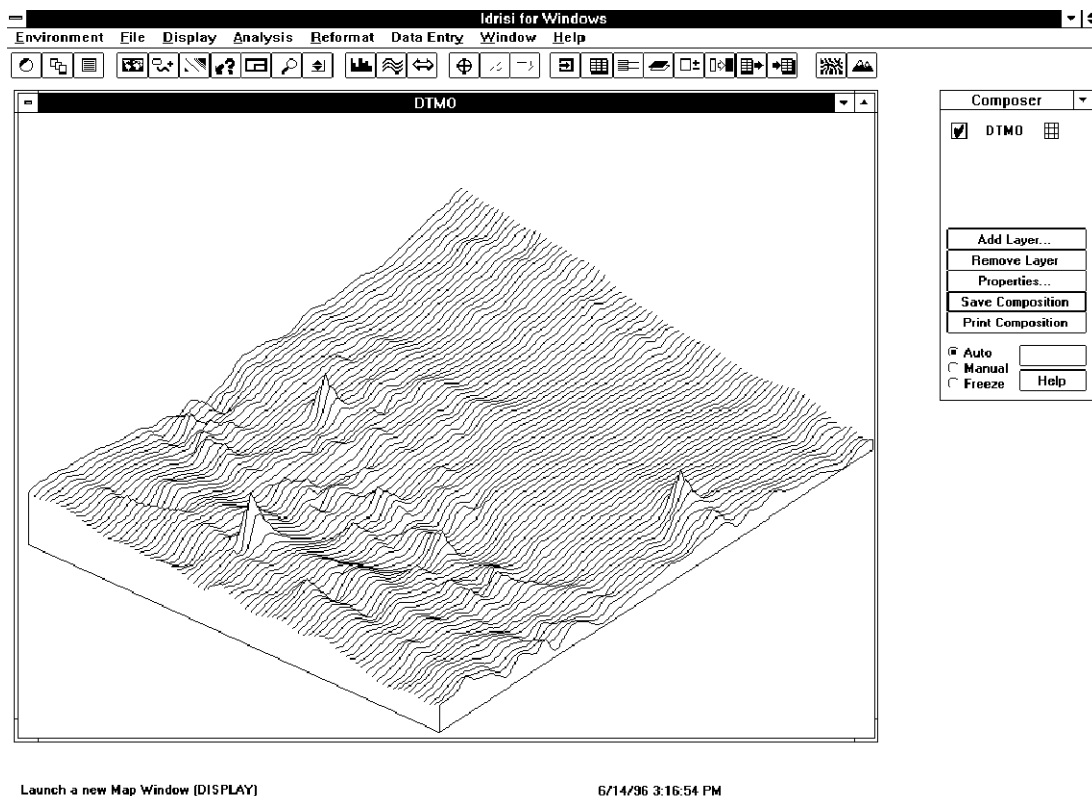 Idrisi for Windows
Environment File Display Analysis Reformat Data Entry Window Help
DTM0
Composer
DTM0
Add Layer...
Remove Layer
Properties...
Save Composition
Print Composition
Auto
Manual
Freeze
Help
Launch a new Map Window (DISPLAY)
6/14/96 3:16:54 PM